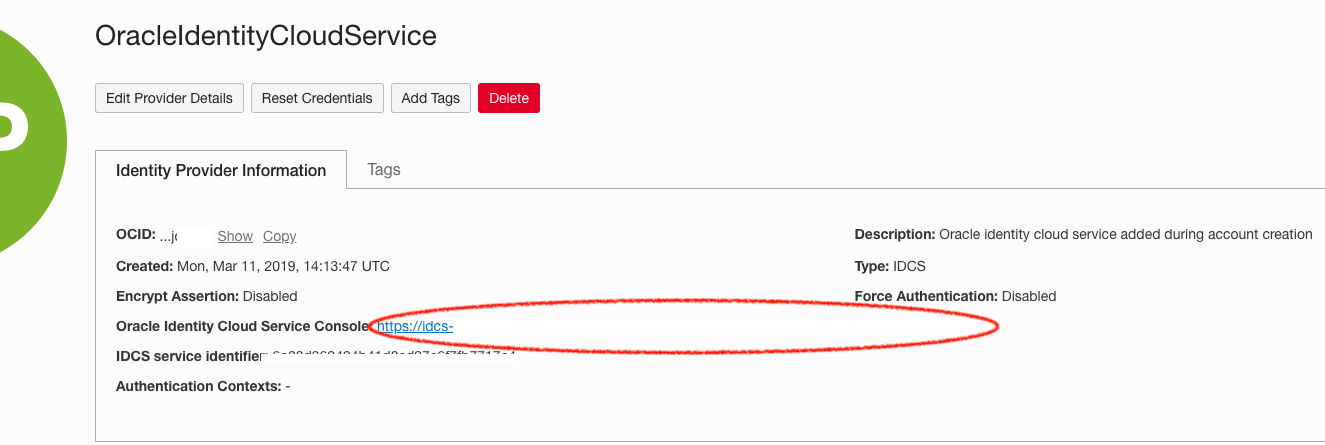 OracleIdentityCloudService
Edit Provider Details Reset Credentials Add Tags Delete
P
Identity Provider Information Tags
OCID: ...jc Show Copy Description: Oracle identity cloud service added during account creation
Created: Mon, Mar 11, 2019, 14:13:47 UTC Type: IDCS
Encrypt Assertion: Disabled Force Authentication: Disabled
Oracle Identity Cloud Service Console: https://idcs-
IDCS service identifier:
Authentication Contexts: -